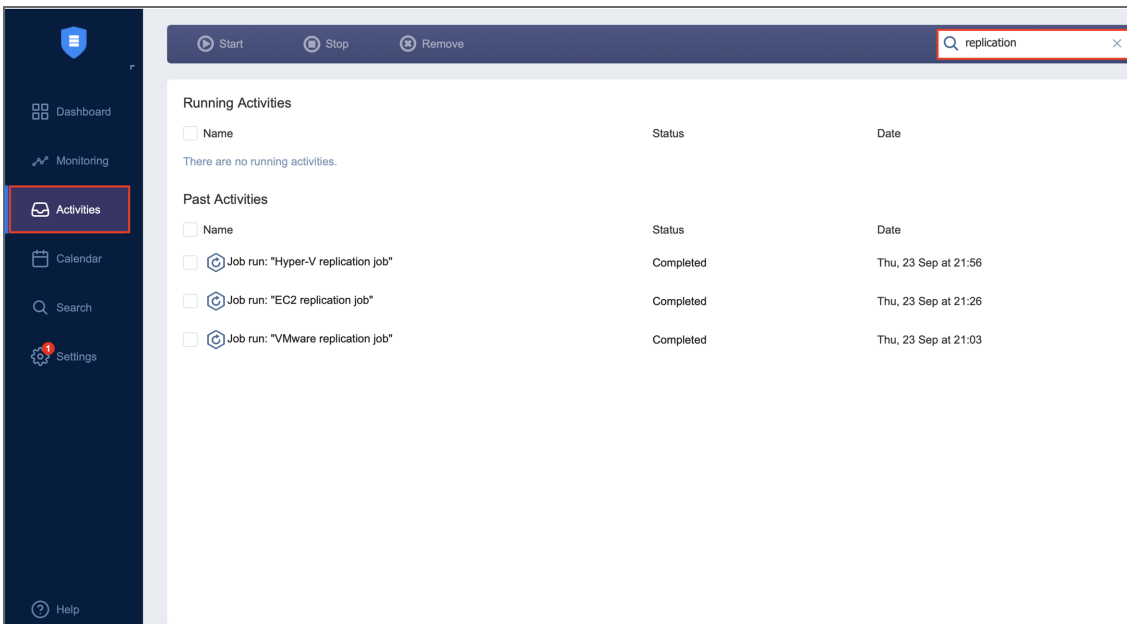 Start Stop Remove replication
Dashboard
Monitoring
Activities
Calendar
Search
1
Settings
Help
Running Activities
Name Status Date
There are no running activities.
Past Activities
Name Status Date
Job run: "Hyper-V replication job" Completed Thu, 23 Sep at 21:56
Job run: "EC2 replication job" Completed Thu, 23 Sep at 21:26
Job run: "VMware replication job" Completed Thu, 23 Sep at 21:03